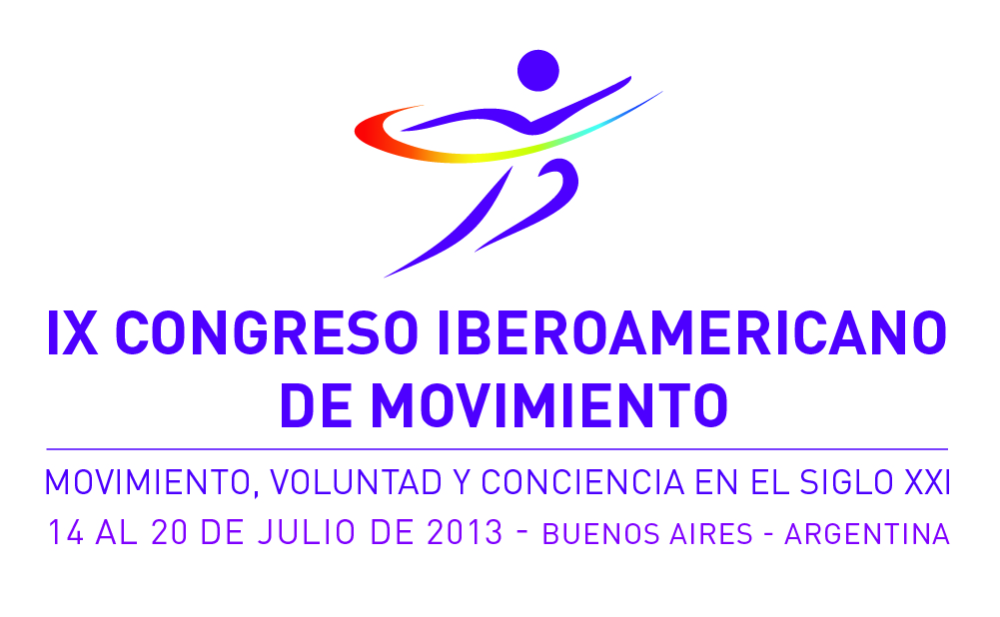 IX CONGRESO IBEROAMERICANO
DE MOVIMIENTO
MOVIMIENTO, VOLUNTAD Y CONCIENCIA EN EL SIGLO XXI
14 AL 20 DE JULIO DE 2013 - BUENOS AIRES - ARGENTINA